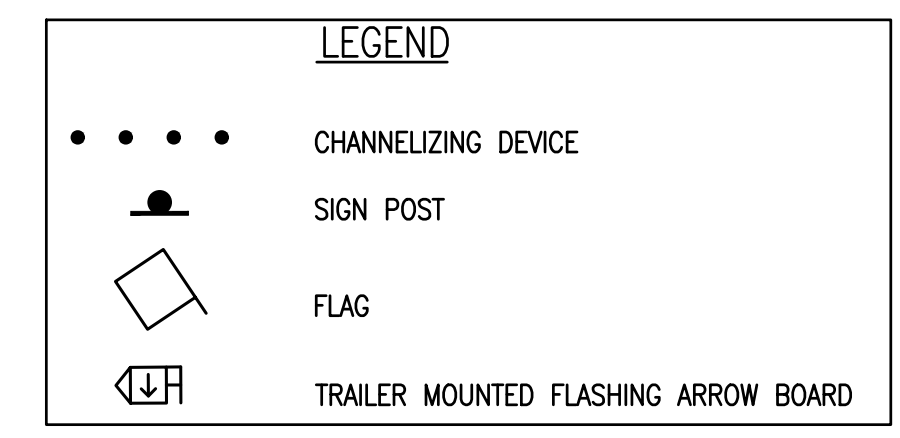 LEGEND
CHANNELIZING DEVICE
SIGN POST
FLAG
TRAILER MOUNTED FLASHING ARROW BOARD